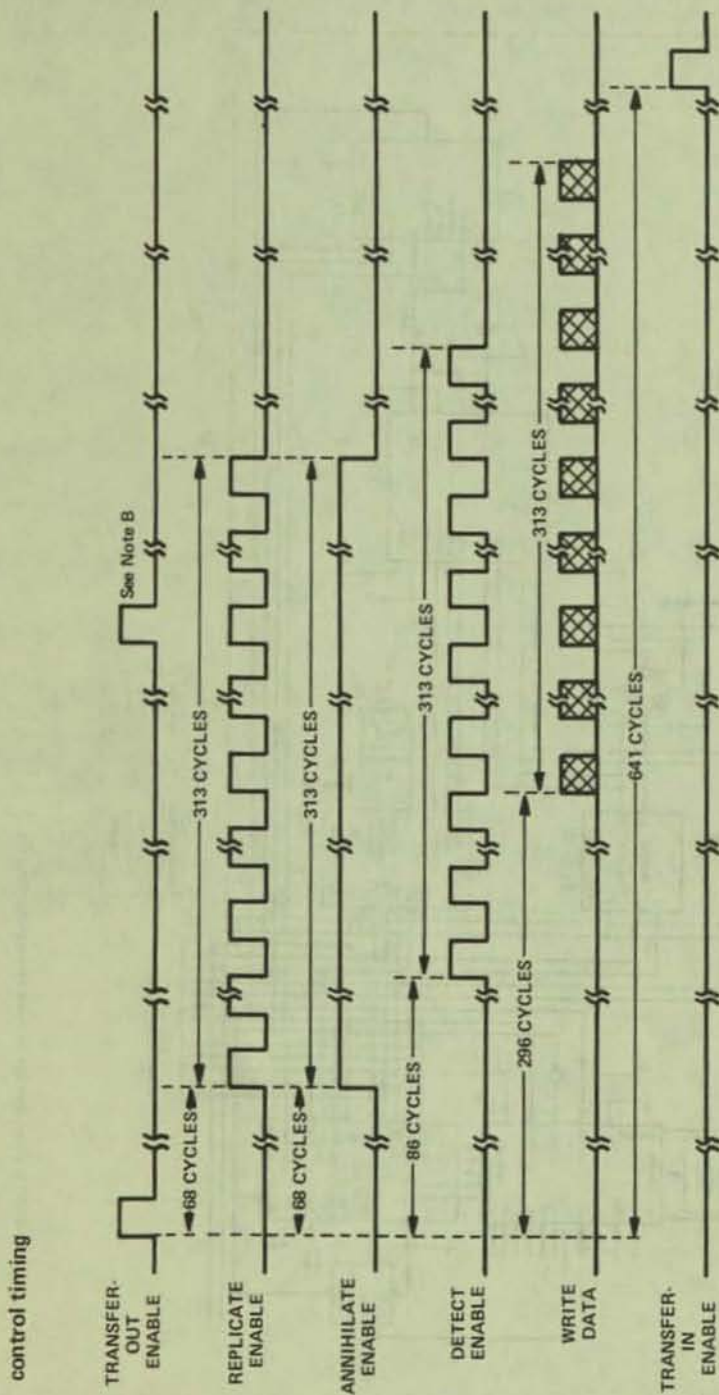 control timing
TRANSFER-
OUT
ENABLE
See Note B
68 CYCLES
313 CYCLES
REPLICATE
ENABLE
68 CYCLES
313 CYCLES
ANNIHILATE
ENABLE
86 CYCLES
313 CYCLES
DETECT
ENABLE
296 CYCLES
313 CYCLES
WRITE
DATA
641 CYCLES
TRANSFER-
IN
ENABLE